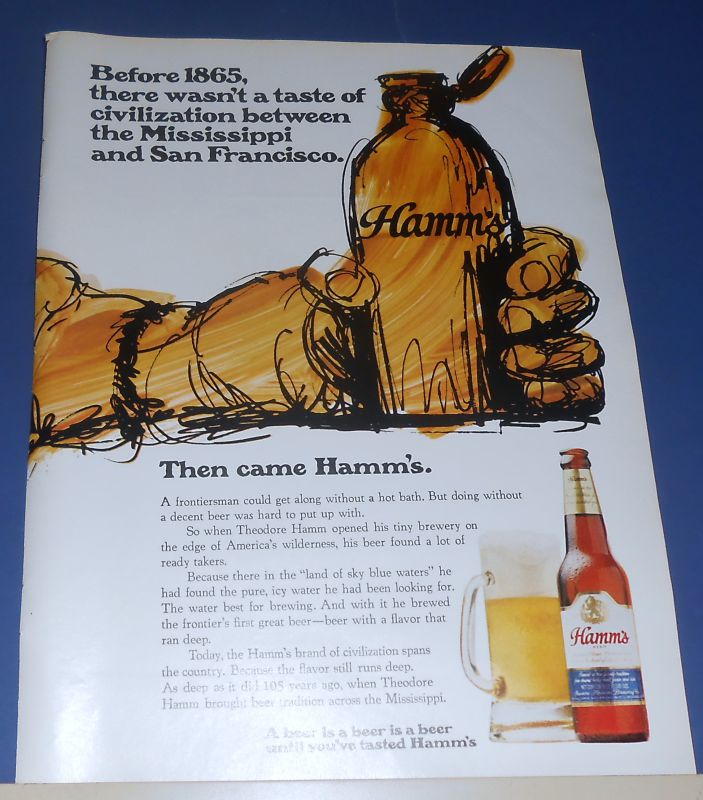 Before 1865,
there wasn't a taste of
civilization between
the Mississippi
and San Francisco.
Hamm's
Then came Hamm's.
A frontiersman could get along without a hot bath. But doing without
a decent beer was hard to put up with.
So when Theodore Hamm opened his tiny brewery on
the edge of America's wilderness, his beer found a lot of
ready takers.
Because there in the "land of sky blue waters" he
had found the pure, icy water he had been looking for.
The water best for brewing. And with it he brewed
the frontier's first great beer—beer with a flavor that
ran deep.
Today, the Hamm's brand of civilization spans
the country. Because the flavor still runs deep.
As deep as it did 105 years ago, when Theodore
Hamm brought beer tradition across the Mississippi.
Hamm's
Hamm's
BEER
A beer is a beer is a beer
until you've tasted Hamm's